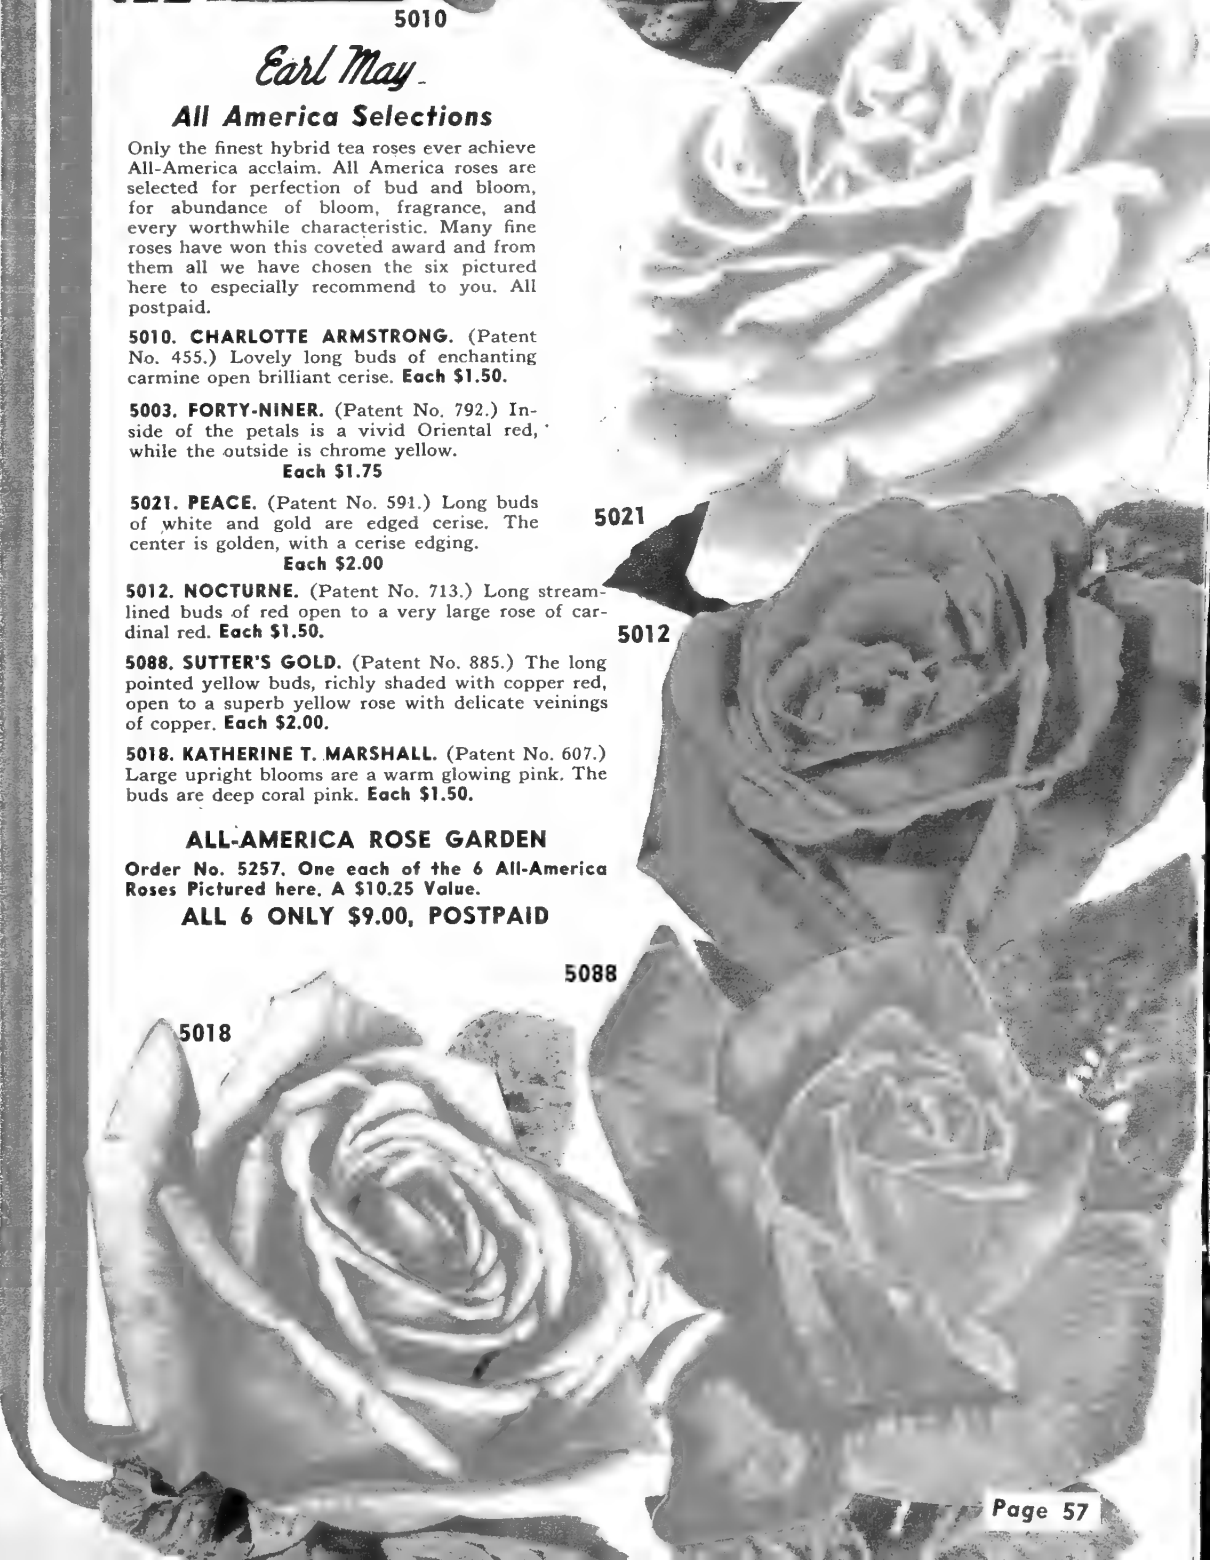 5010
Earl May
All America Selections
Only the finest hybrid tea roses ever achieve
All-America acclaim. All America roses are
selected for perfection of bud and bloom,
for abundance of bloom, fragrance, and
every worthwhile characteristic. Many fine
roses have won this coveted award and from
them all we have chosen the six pictured
here to especially recommend to you. All
postpaid.
5010. CHARLOTTE ARMSTRONG. (Patent
No. 455.) Lovely long buds of enchanting
carmine open brilliant cerise. Each $1.50.
5003. FORTY-NINER. (Patent No. 792.) In-
side of the petals is a vivid Oriental red,
while the outside is chrome yellow.
Each $1.75
5021. PEACE. (Patent No. 591.) Long buds
of white and gold are edged cerise. The
center is golden, with a cerise edging.
Each $2.00
5012. NOCTURNE. (Patent No. 713.) Long stream-
lined buds of red open to a very large rose of car-
dinal red. Each $1.50.
5088. SUTTER'S GOLD. (Patent No. 885.) The long
pointed yellow buds, richly shaded with copper red,
open to a superb yellow rose with delicate veinings
of copper. Each $2.00.
5018. KATHERINE T. MARSHALL. (Patent No. 607.)
Large upright blooms are a warm glowing pink. The
buds are deep coral pink. Each $1.50.
ALL-AMERICA ROSE GARDEN
Order No. 5257. One each of the 6 All-America
Roses Pictured here. A $10.25 Value.
ALL 6 ONLY $9.00, POSTPAID
5021
5012
5088
5018
Page 57